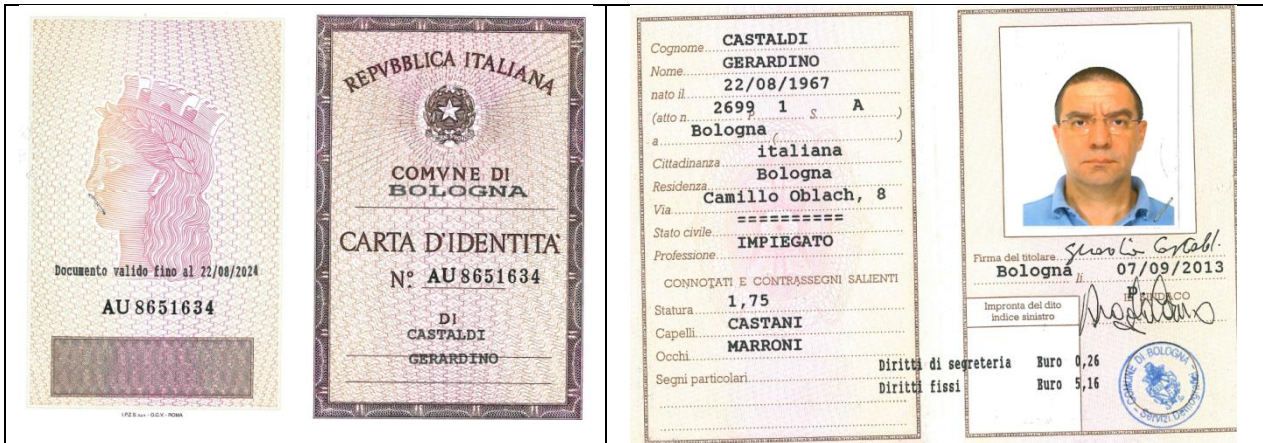 Documento valido fino al 22/08/2024
AU 8651634
I.P.Z.S. s.p.a. - O.C.V. - ROMA
REPVBBLICA ITALIANA
COMVNE DI
BOLOGNA
CARTA D'IDENTITA'
Nº AU 8651634
DI
CASTALDI
GERARDINO
Cognome CASTALDI
Nome GERARDINO
nato il 22/08/1967
(atto n. 2699 P. 1 S. A )
a Bologna ( )
Cittadinanza italiana
Residenza Bologna
Via Camillo Oblach, 8
Stato civile ==========
Professione IMPIEGATO
CONNOTATI E CONTRASSEGNI SALIENTI
Statura 1,75
Capelli CASTANI
Occhi MARRONI
Segni particolari
Firma del titolare
Bologna li 07/09/2013
P. IL SINDACO
Impronta del dito
indice sinistro
Diritti di segreteria Euro 0,26
Diritti fissi Euro 5,16
COMUNE DI BOLOGNA